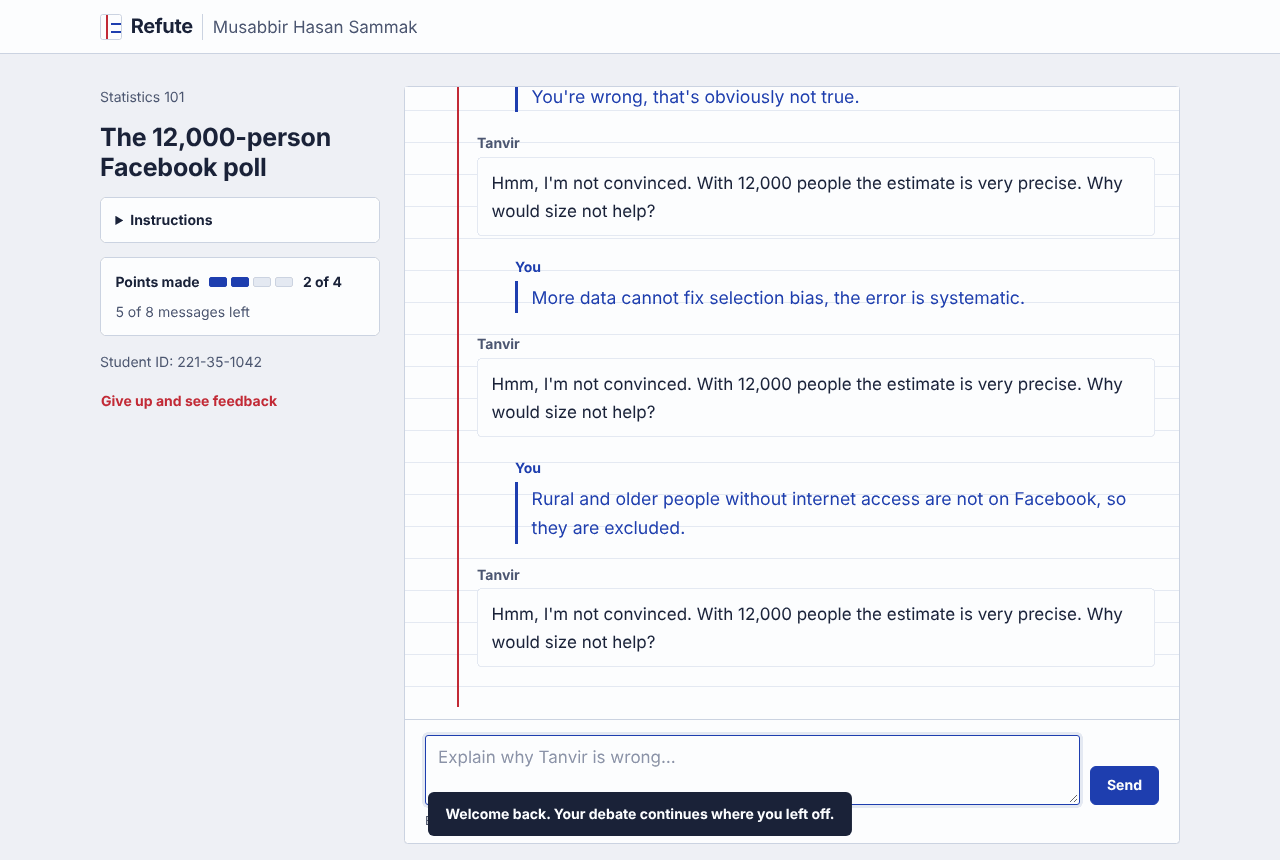 Refute
Musabbir Hasan Sammak
Statistics 101
The 12,000-person
Facebook poll
Instructions
Points made 2 of 4
5 of 8 messages left
Student ID: 221-35-1042
Give up and see feedback
You're wrong, that's obviously not true.
Tanvir
Hmm, I'm not convinced. With 12,000 people the estimate is very precise. Why
would size not help?
You
More data cannot fix selection bias, the error is systematic.
Tanvir
Hmm, I'm not convinced. With 12,000 people the estimate is very precise. Why
would size not help?
You
Rural and older people without internet access are not on Facebook, so
they are excluded.
Tanvir
Hmm, I'm not convinced. With 12,000 people the estimate is very precise. Why
would size not help?
Explain why Tanvir is wrong...
Send
Welcome back. Your debate continues where you left off.